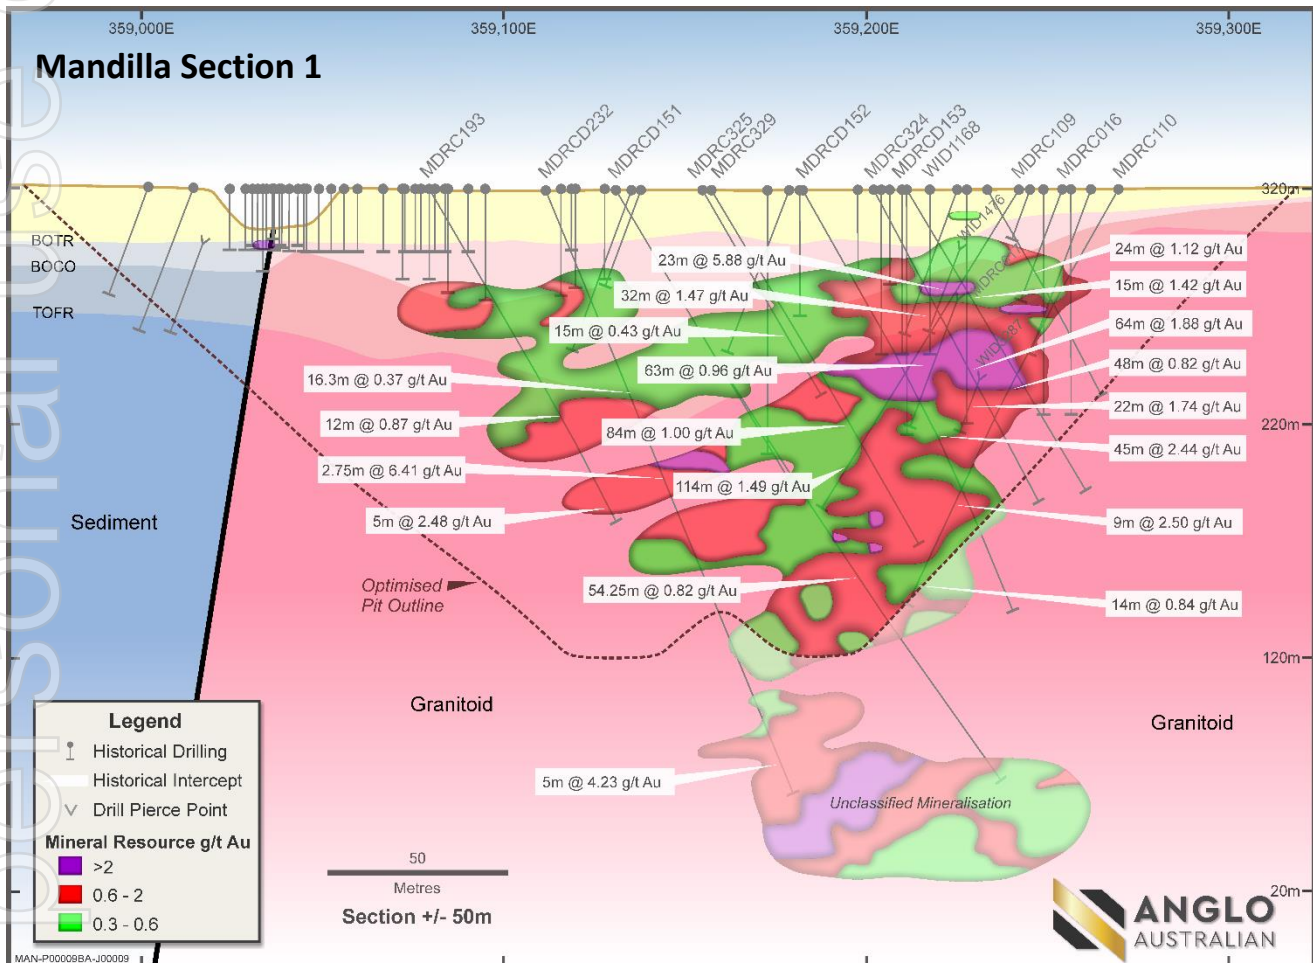 359,000E
359,100E
359,200E
359,300E
Mandilla Section 1
MDRC193
MDRCD232
MDRCD151
MDRC325
MDRC329
MDRCD152
MDRC324
MDRCD153
WID1168
MDRC109
MDRC016
MDRC110
320m
WID1476
BOTR
BOCO
TOFR
23m @ 5.88 g/t Au
24m @ 1.12 g/t Au
32m @ 1.47 g/t Au
15m @ 1.42 g/t Au
15m @ 0.43 g/t Au
64m @ 1.88 g/t Au
63m @ 0.96 g/t Au
48m @ 0.82 g/t Au
16.3m @ 0.37 g/t Au
22m @ 1.74 g/t Au
12m @ 0.87 g/t Au
220m
84m @ 1.00 g/t Au
45m @ 2.44 g/t Au
2.75m @ 6.41 g/t Au
114m @ 1.49 g/t Au
5m @ 2.48 g/t Au
9m @ 2.50 g/t Au
Sediment
Optimised
Pit Outline
54.25m @ 0.82 g/t Au
14m @ 0.84 g/t Au
120m
Granitoid
Granitoid
5m @ 4.23 g/t Au
Unclassified Mineralisation
Legend
Historical Drilling
Historical Intercept
Drill Pierce Point
Mineral Resource g/t Au
>2
0.6 - 2
0.3 - 0.6
50
Metres
Section +/- 50m
20m
ANGLO
AUSTRALIAN
MAN-P00009BA-J00009
personal use